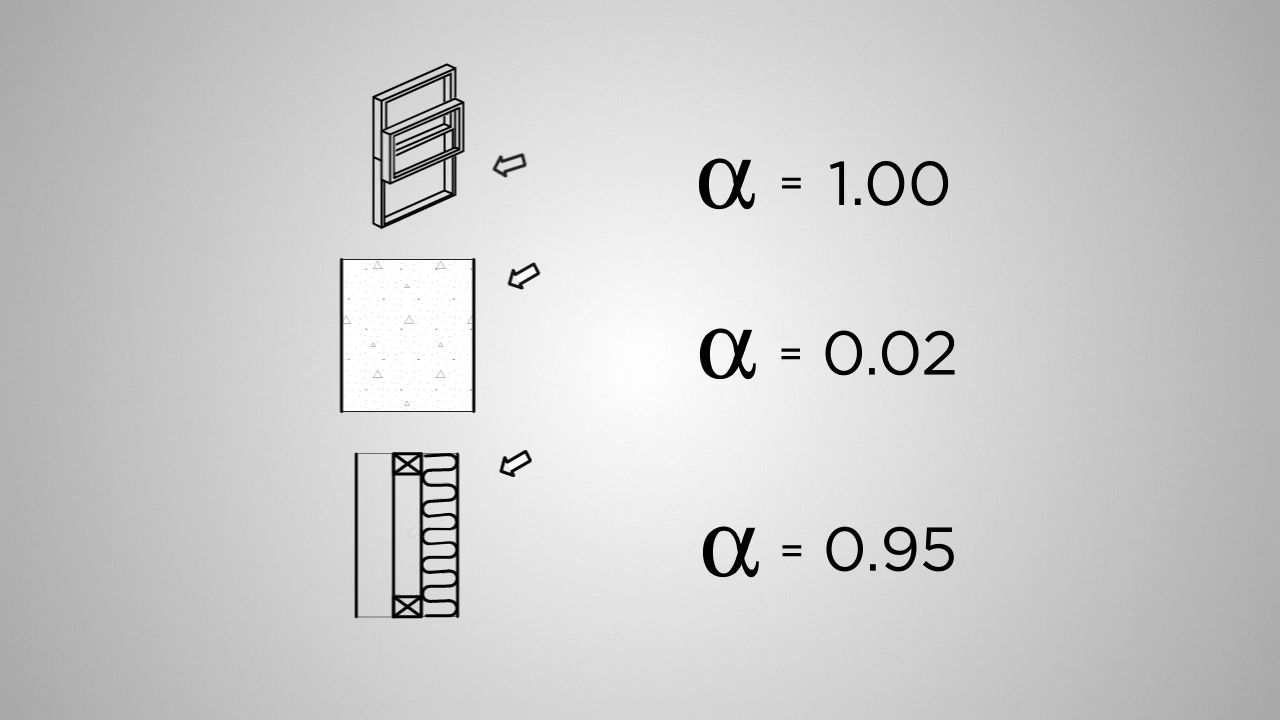 α = 1.00
α = 0.02
α = 0.95